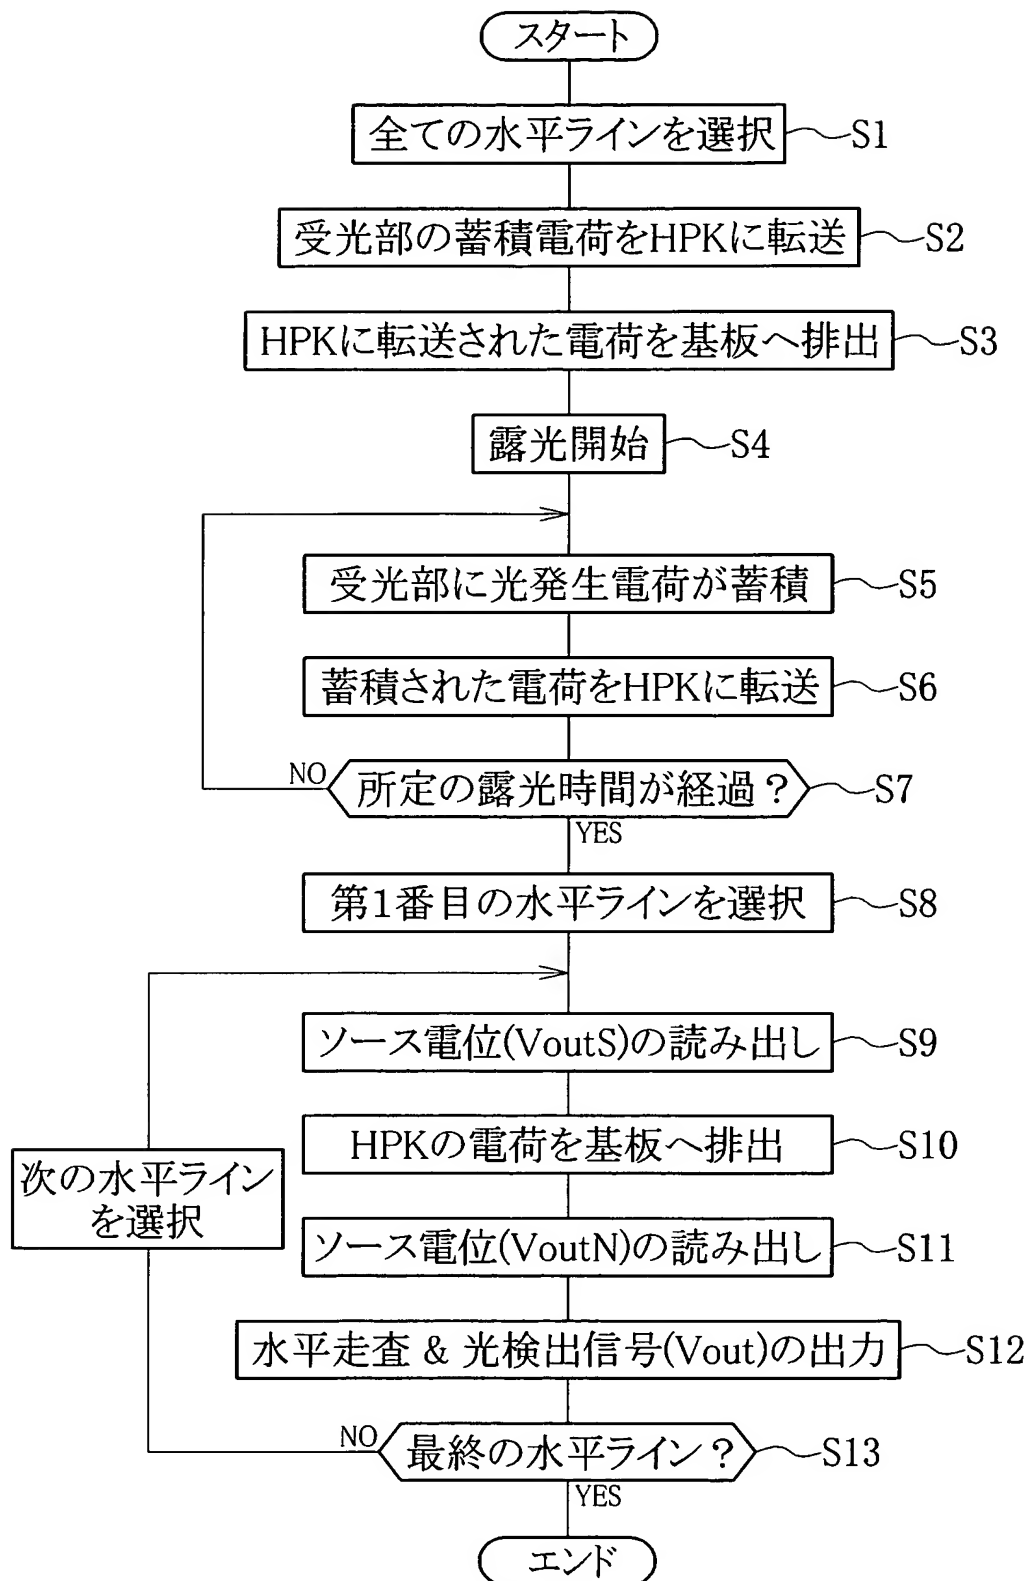 スタート
全ての水平ラインを選択 S1
受光部の蓄積電荷をHPKに転送 S2
HPKに転送された電荷を基板へ排出 S3
露光開始 S4
受光部に光発生電荷が蓄積 S5
蓄積された電荷をHPKに転送 S6
NO 所定の露光時間が経過? S7
YES
第1番目の水平ラインを選択 S8
ソース電位(VoutS)の読み出し S9
HPKの電荷を基板へ排出 S10
次の水平ライン
を選択
ソース電位(VoutN)の読み出し S11
水平走査 & 光検出信号(Vout)の出力 S12
NO 最終の水平ライン? S13
YES
エンド